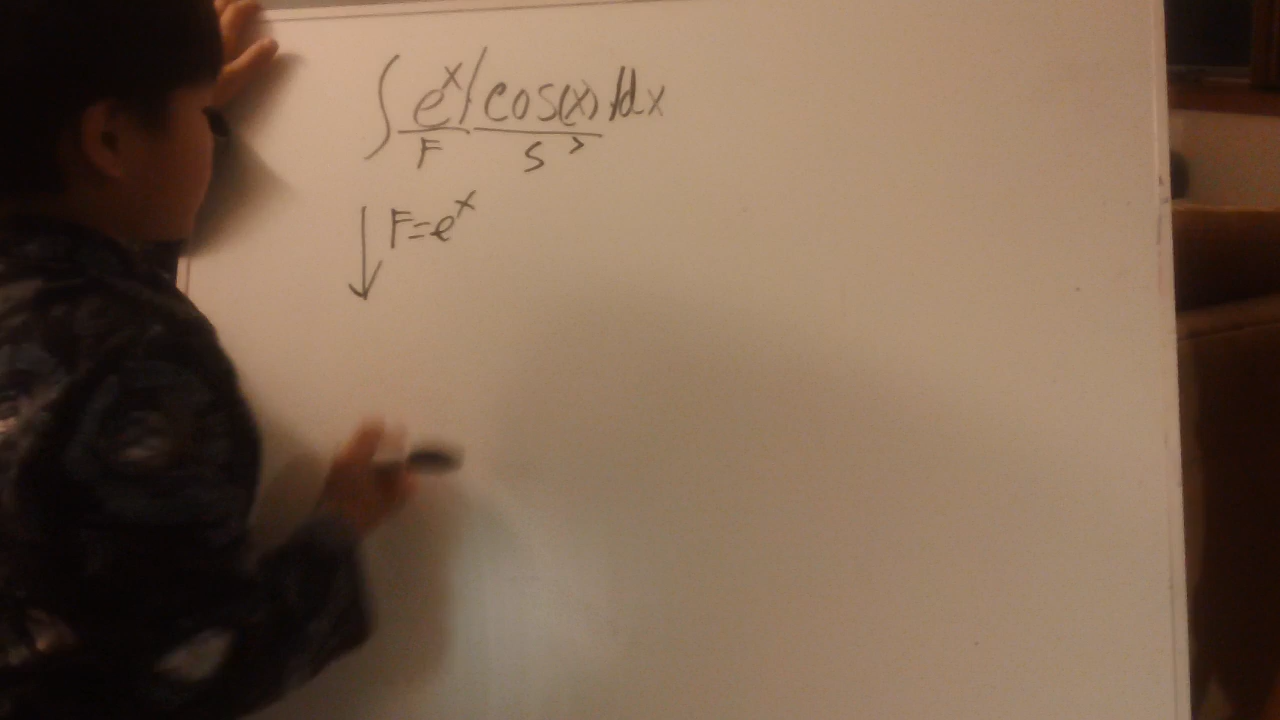 ∫ e^x / cos(x) / dx
F S'
↓ F=e^x